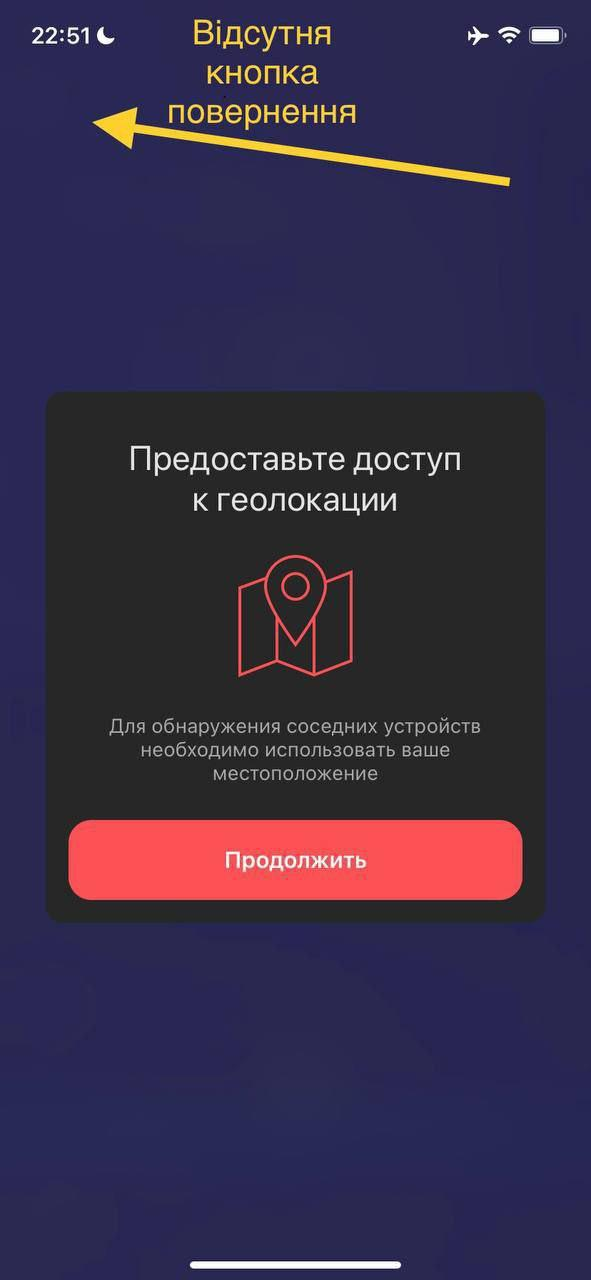 22:51
Відсутня
кнопка
повернення
Предоставьте доступ
к геолокации
Для обнаружения соседних устройств
необходимо использовать ваше
местоположение
Продолжить